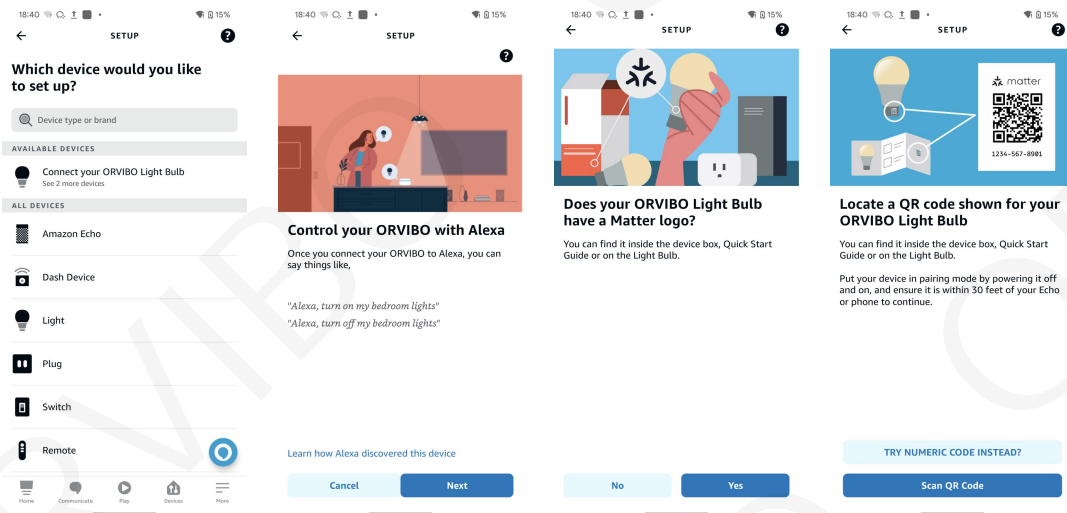 18:40
15%
SETUP
Which device would you like
to set up?
Device type or brand
AVAILABLE DEVICES
Connect your ORVIBO Light Bulb
See 2 more devices
ALL DEVICES
Amazon Echo
Dash Device
Light
Plug
Switch
Remote
Home
Communicate
Play
Devices
More
18:40
15%
SETUP
Control your ORVIBO with Alexa
Once you connect your ORVIBO to Alexa, you can
say things like,
"Alexa, turn on my bedroom lights"
"Alexa, turn off my bedroom lights"
Learn how Alexa discovered this device
Cancel
Next
18:40
15%
SETUP
Does your ORVIBO Light Bulb
have a Matter logo?
You can find it inside the device box, Quick Start
Guide or on the Light Bulb.
No
Yes
18:40
15%
SETUP
matter
1234-567-8901
Locate a QR code shown for your
ORVIBO Light Bulb
You can find it inside the device box, Quick Start
Guide or on the Light Bulb.
Put your device in pairing mode by powering it off
and on, and ensure it is within 30 feet of your Echo
or phone to continue.
TRY NUMERIC CODE INSTEAD?
Scan QR Code
ORVIBO